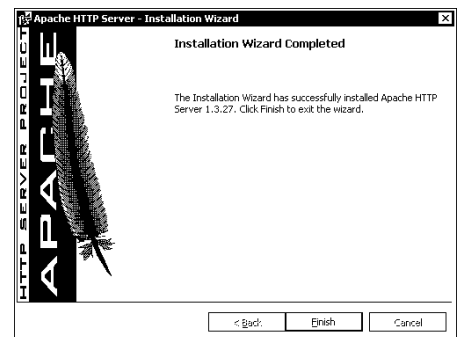 Apache HTTP Server - Installation Wizard
HTTP SERVER PROJECT
APACHE
Installation Wizard Completed
The Installation Wizard has successfully installed Apache HTTP
Server 1.3.27. Click Finish to exit the wizard.
< Back
Finish
Cancel